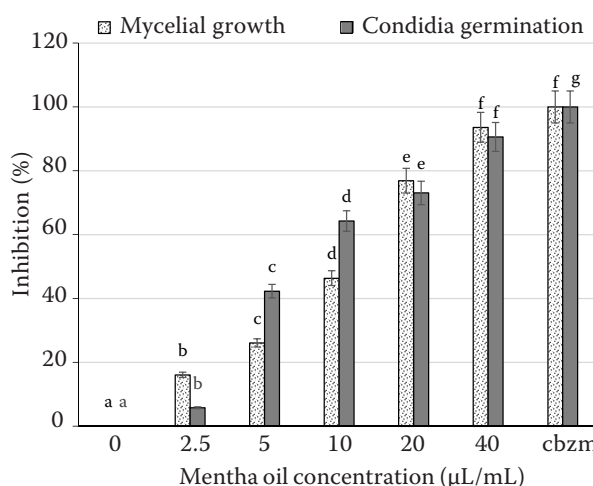 Mycelial growth Condidia germination
120
100
80
60
40
20
0
Inhibition (%)
a a
b b
c c
d d
e e
f f
f g
0 2.5 5 10 20 40 cbzm
Mentha oil concentration (µL/mL)